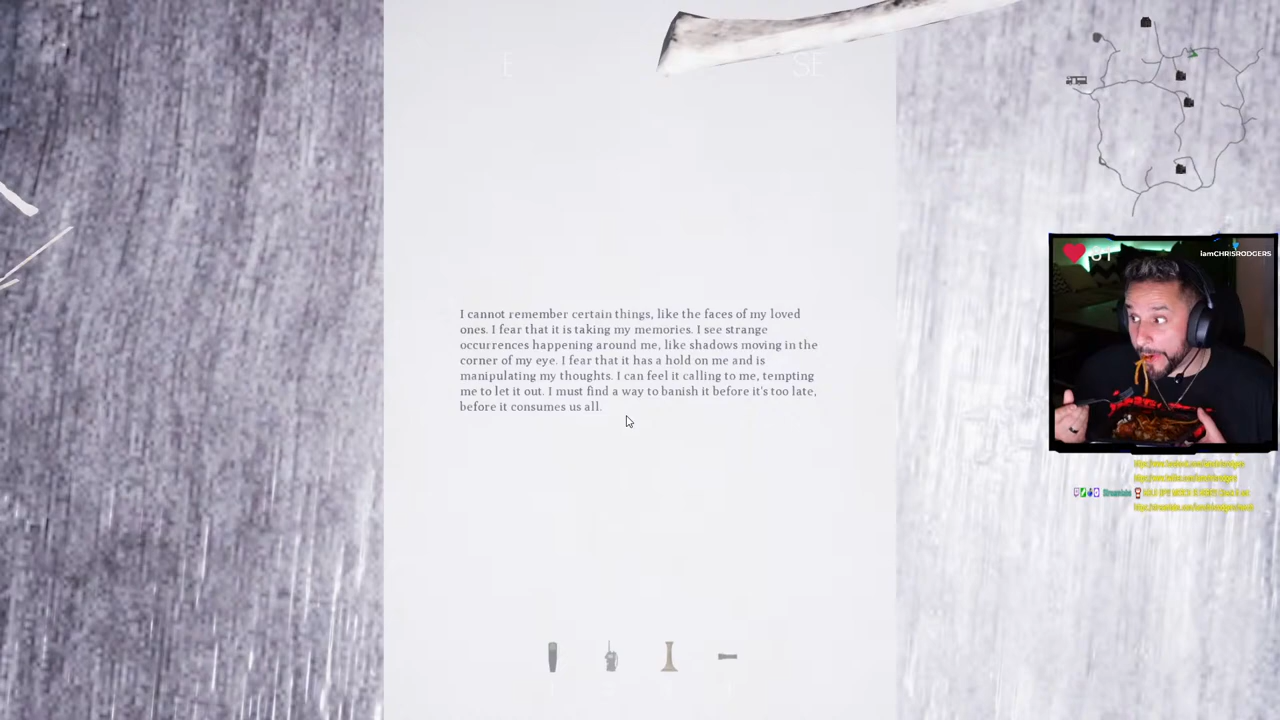 E
SE
I cannot remember certain things, like the faces of my loved
ones. I fear that it is taking my memories. I see strange
occurrences happening around me, like shadows moving in the
corner of my eye. I fear that it has a hold on me and is
manipulating my thoughts. I can feel it calling to me, tempting
me to let it out. I must find a way to banish it before it's too late,
before it consumes us all.
iamCHRISRODGERS